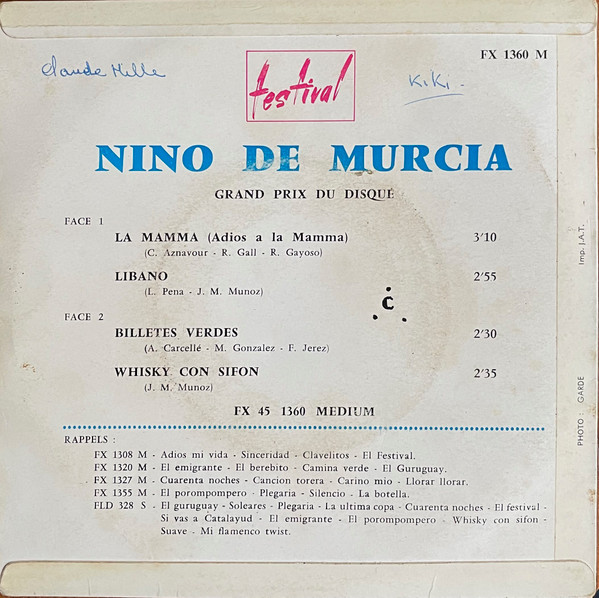 FX 1360 M
Claude Mille
festival
KiKi -
NINO DE MURCIA
GRAND PRIX DU DISQUE
FACE 1
LA MAMMA (Adios a la Mamma) 3'10
(C. Aznavour - R. Gall - R. Gayoso)
LIBANO 2'55
(L. Pena - J. M. Munoz)
C
FACE 2
BILLETES VERDES 2'30
(A. Carcellé - M. Gonzalez - F. Jerez)
WHISKY CON SIFON 2'35
(J. M. Munoz)
FX 45 1360 MEDIUM
RAPPELS :
FX 1308 M - Adios mi vida - Sinceridad - Clavelitos - El Festival.
FX 1320 M - El emigrante - El berebito - Camina verde - El Guruguay.
FX 1327 M - Cuarenta noches - Cancion torera - Carino mio - Llorar llorar.
FX 1355 M - El porompompero - Plegaria - Silencio - La botella.
FLD 328 S - El guruguay - Soleares - Plegaria - La ultima copa - Cuarenta noches - El festival -
Si vas a Catalayud - El emigrante - El porompompero - Whisky con sifon -
Suave - Mi flamenco twist.
Imp. J.A.T.
PHOTO : GARDE